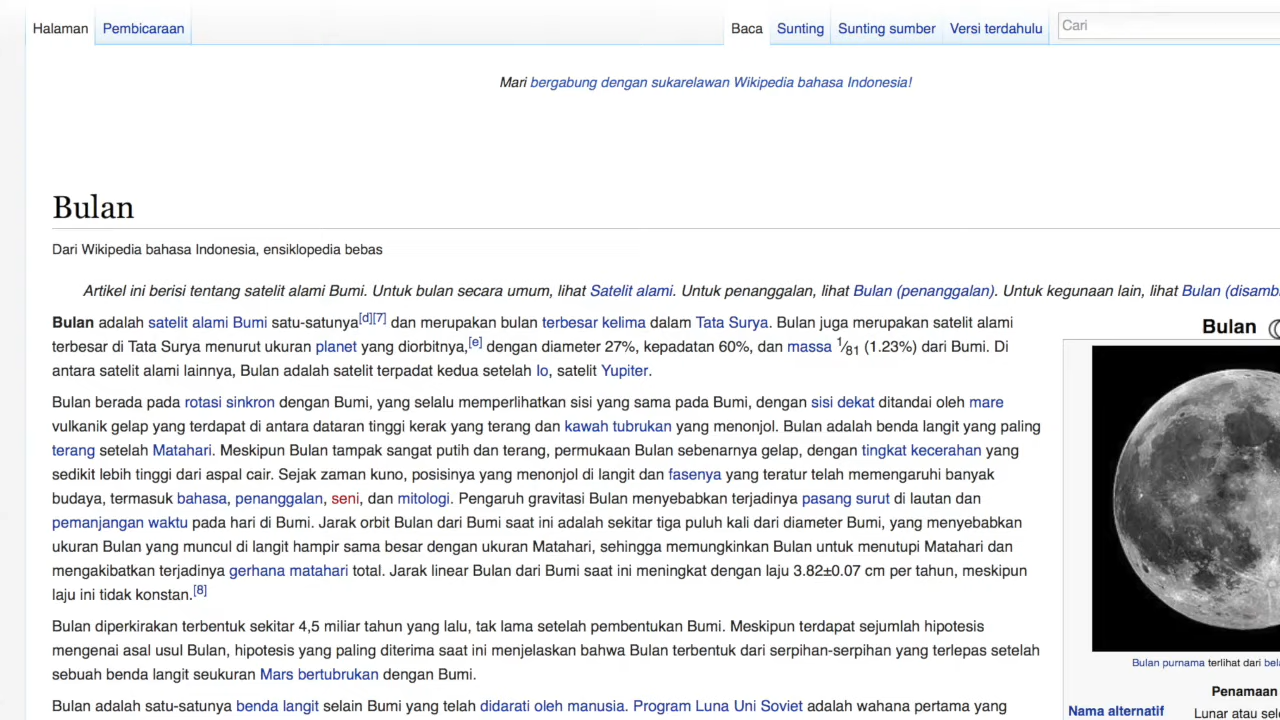 Halaman Pembicaraan Baca Sunting Sunting sumber Versi terdahulu Cari
Mari bergabung dengan sukarelawan Wikipedia bahasa Indonesia!
Bulan
Dari Wikipedia bahasa Indonesia, ensiklopedia bebas
Artikel ini berisi tentang satelit alami Bumi. Untuk bulan secara umum, lihat Satelit alami. Untuk penanggalan, lihat Bulan (penanggalan). Untuk kegunaan lain, lihat Bulan (disamb
Bulan adalah satelit alami Bumi satu-satunya[d][7] dan merupakan bulan terbesar kelima dalam Tata Surya. Bulan juga merupakan satelit alami
terbesar di Tata Surya menurut ukuran planet yang diorbitnya,[e] dengan diameter 27%, kepadatan 60%, dan massa 1⁄81 (1.23%) dari Bumi. Di
antara satelit alami lainnya, Bulan adalah satelit terpadat kedua setelah Io, satelit Yupiter.
Bulan berada pada rotasi sinkron dengan Bumi, yang selalu memperlihatkan sisi yang sama pada Bumi, dengan sisi dekat ditandai oleh mare
vulkanik gelap yang terdapat di antara dataran tinggi kerak yang terang dan kawah tubrukan yang menonjol. Bulan adalah benda langit yang paling
terang setelah Matahari. Meskipun Bulan tampak sangat putih dan terang, permukaan Bulan sebenarnya gelap, dengan tingkat kecerahan yang
sedikit lebih tinggi dari aspal cair. Sejak zaman kuno, posisinya yang menonjol di langit dan fasenya yang teratur telah memengaruhi banyak
budaya, termasuk bahasa, penanggalan, seni, dan mitologi. Pengaruh gravitasi Bulan menyebabkan terjadinya pasang surut di lautan dan
pemanjangan waktu pada hari di Bumi. Jarak orbit Bulan dari Bumi saat ini adalah sekitar tiga puluh kali dari diameter Bumi, yang menyebabkan
ukuran Bulan yang muncul di langit hampir sama besar dengan ukuran Matahari, sehingga memungkinkan Bulan untuk menutupi Matahari dan
mengakibatkan terjadinya gerhana matahari total. Jarak linear Bulan dari Bumi saat ini meningkat dengan laju 3.82±0.07 cm per tahun, meskipun
laju ini tidak konstan.[8]
Bulan diperkirakan terbentuk sekitar 4,5 miliar tahun yang lalu, tak lama setelah pembentukan Bumi. Meskipun terdapat sejumlah hipotesis
mengenai asal usul Bulan, hipotesis yang paling diterima saat ini menjelaskan bahwa Bulan terbentuk dari serpihan-serpihan yang terlepas setelah
sebuah benda langit seukuran Mars bertubrukan dengan Bumi.
Bulan adalah satu-satunya benda langit selain Bumi yang telah didarati oleh manusia. Program Luna Uni Soviet adalah wahana pertama yang
Bulan
Bulan purnama terlihat dari bela
Penamaan
Nama alternatif Lunar atau sele